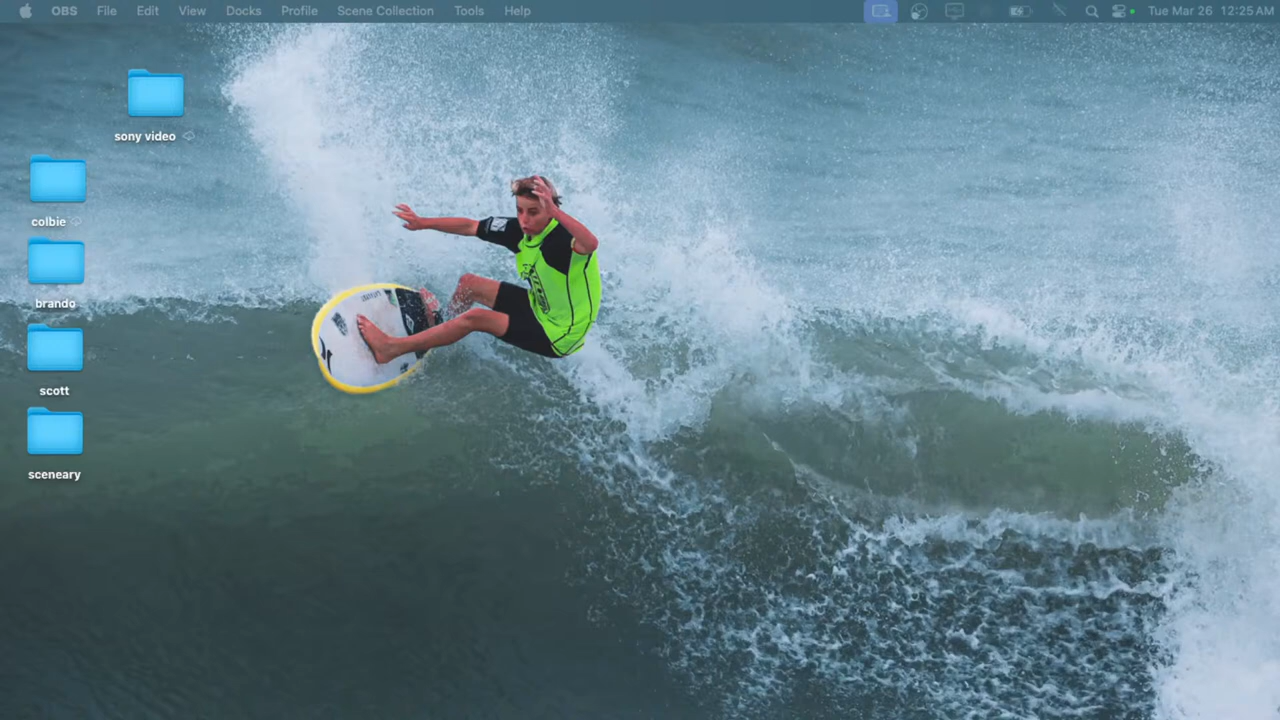 OBS File Edit View Docks Profile Scene Collection Tools Help Tue Mar 26 12:25 AM
sony video
colbie
brando
scott
sceneary